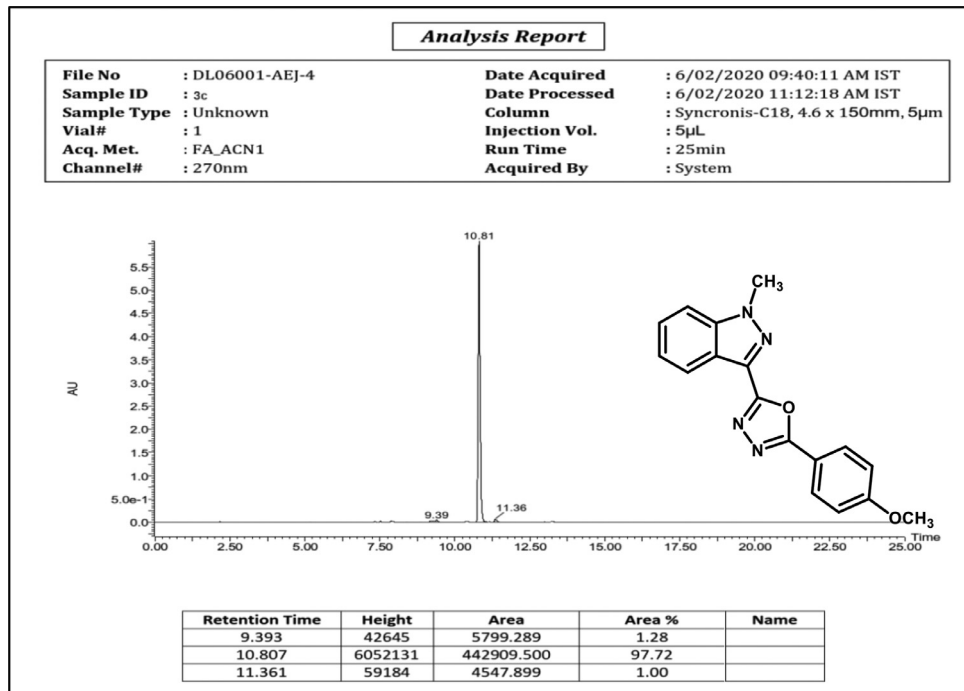 Analysis Report
File No : DL06001-AEJ-4 Date Acquired : 6/02/2020 09:40:11 AM IST
Sample ID : 3c Date Processed : 6/02/2020 11:12:18 AM IST
Sample Type : Unknown Column : Syncronis-C18, 4.6 x 150mm, 5µm
Vial# : 1 Injection Vol. : 5µL
Acq. Met. : FA_ACN1 Run Time : 25min
Channel# : 270nm Acquired By : System
10.81
5.5
5.0
4.5
4.0
3.5
3.0
2.5
2.0
1.5
1.0
5.0e-1
0.0
AU
9.39
11.36
0.00 2.50 5.00 7.50 10.00 12.50 15.00 17.50 20.00 22.50 25.00
Time
CH3
N
N
O
N
N
OCH3
Retention Time Height Area Area % Name
9.393 42645 5799.289 1.28
10.807 6052131 442909.500 97.72
11.361 59184 4547.899 1.00